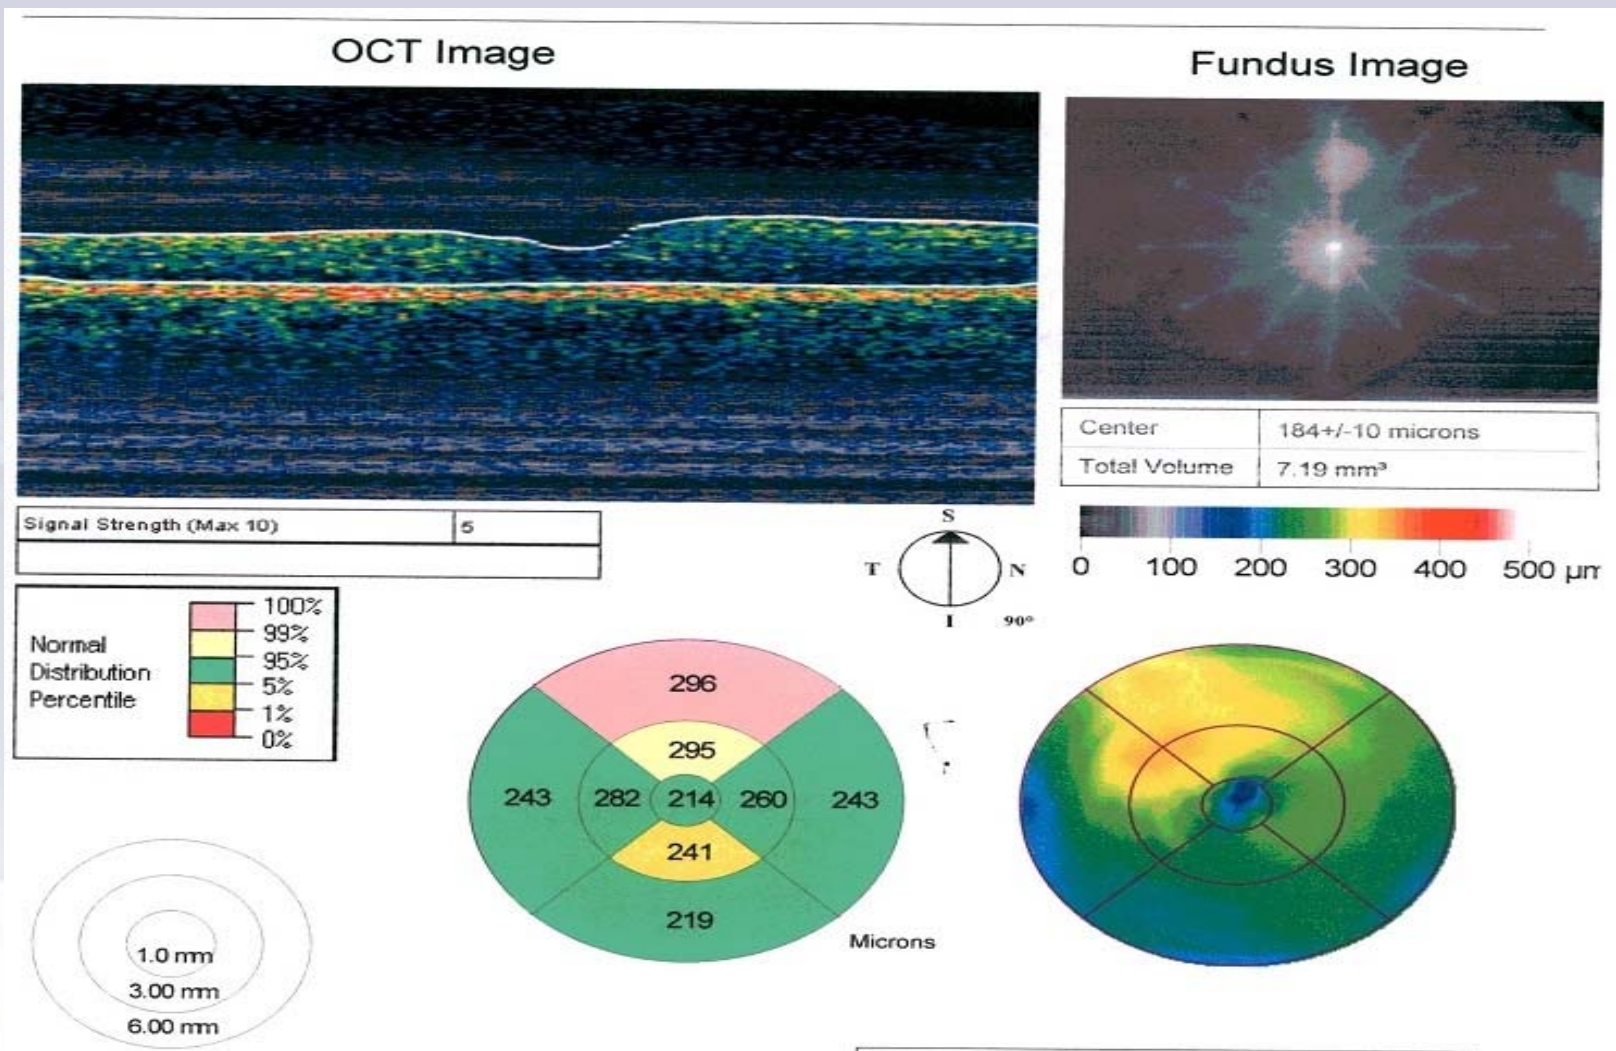 OCT Image
Fundus Image
Center 184+/-10 microns
Total Volume 7.19 mm³
Signal Strength (Max 10) 5
S
T N
I 90°
0 100 200 300 400 500 µm
Normal
Distribution
Percentile
100%
99%
95%
5%
1%
0%
296
295
243 282 214 260 243
241
219
Microns
1.0 mm
3.00 mm
6.00 mm